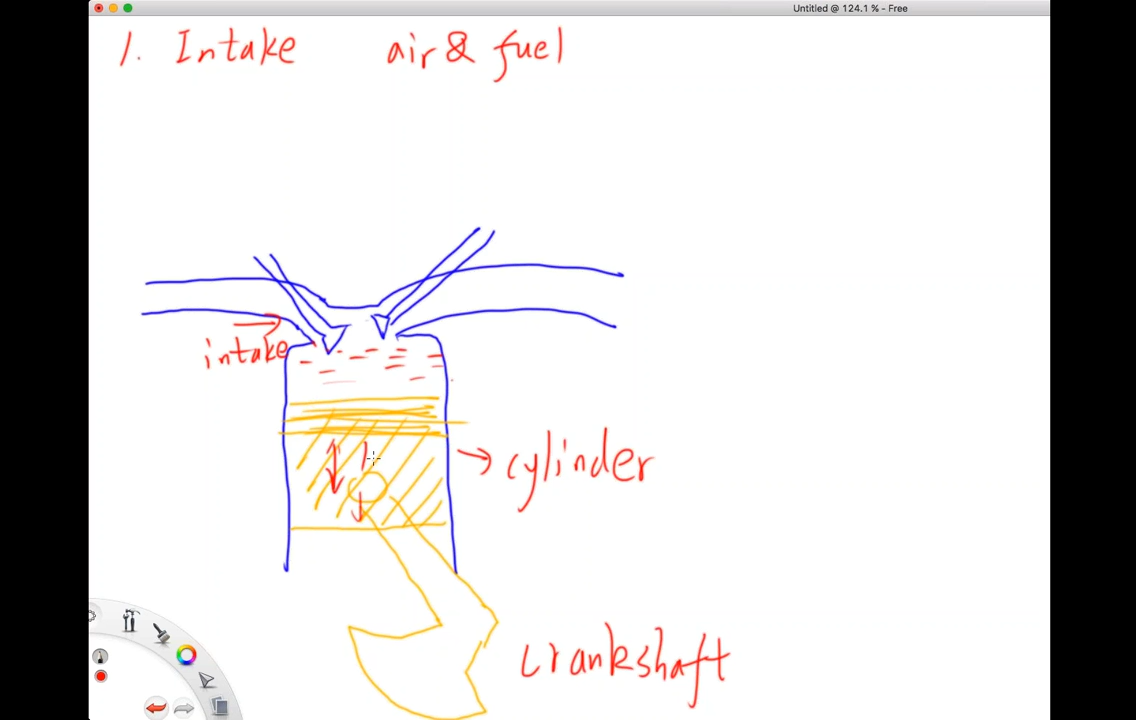 Untitled @ 124.1 % - Free
1. Intake air & fuel
intake
cylinder
crankshaft